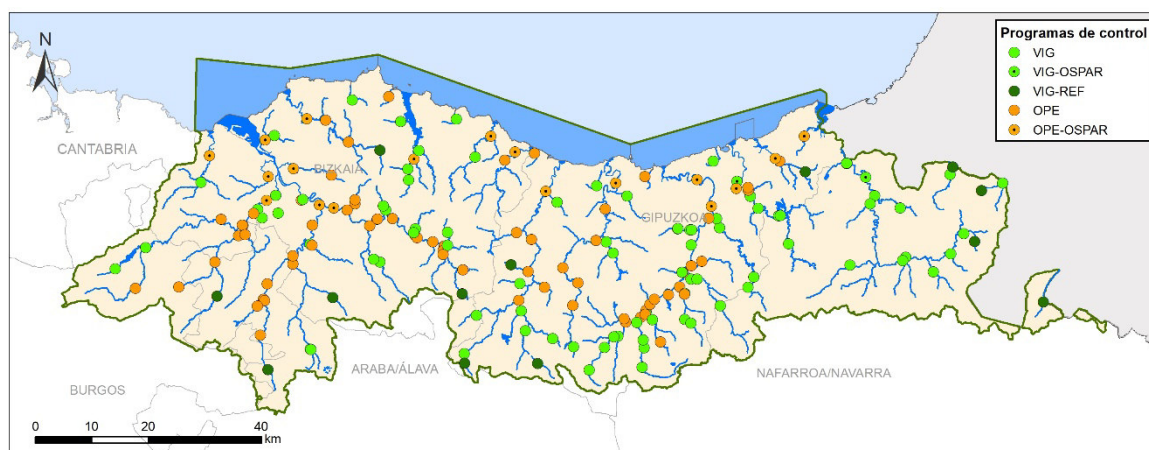 N
Programas de control
VIG
VIG-OSPAR
VIG-REF
OPE
OPE-OSPAR
CANTABRIA
BIZKAIA
GIPUZKOA
ARABA/ÁLAVA
NAFARROA/NAVARRA
BURGOS
0 10 20 40
km